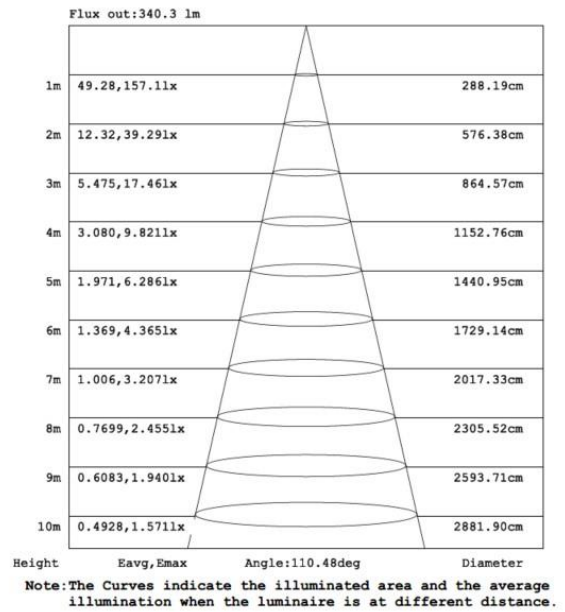 Flux out:340.3 lm
1m 49.28,157.1lx 288.19cm
2m 12.32,39.29lx 576.38cm
3m 5.475,17.46lx 864.57cm
4m 3.080,9.821lx 1152.76cm
5m 1.971,6.286lx 1440.95cm
6m 1.369,4.365lx 1729.14cm
7m 1.006,3.207lx 2017.33cm
8m 0.7699,2.455lx 2305.52cm
9m 0.6083,1.940lx 2593.71cm
10m 0.4928,1.571lx 2881.90cm
Height Eavg,Emax Angle:110.48deg Diameter
Note:The Curves indicate the illuminated area and the average
illumination when the luminaire is at different distance.